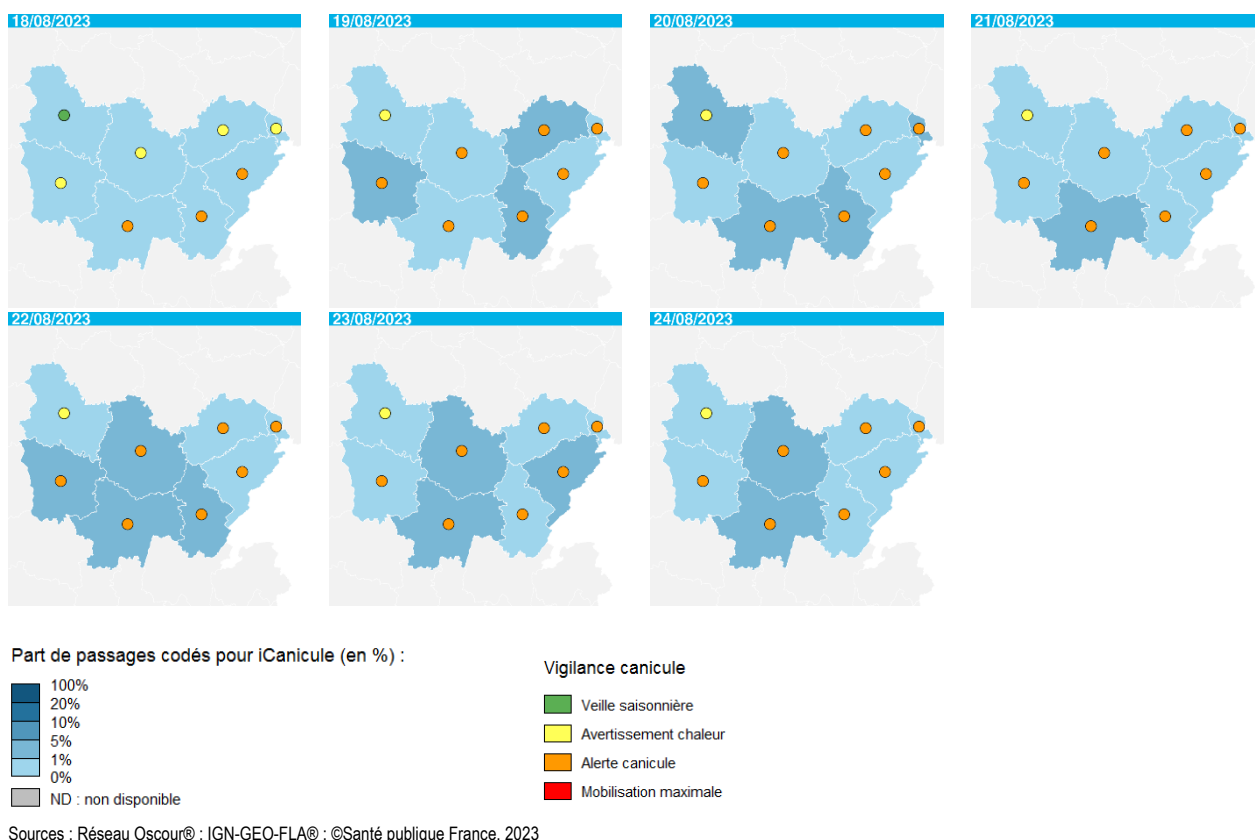 18/08/2023
19/08/2023
20/08/2023
21/08/2023
22/08/2023
23/08/2023
24/08/2023
Part de passages codés pour iCanicule (en %) :
100%
20%
10%
5%
1%
0%
ND : non disponible
Vigilance canicule
Veille saisonnière
Avertissement chaleur
Alerte canicule
Mobilisation maximale
Sources : Réseau Oscour® ; IGN-GEO-FLA® ; ©Santé publique France, 2023